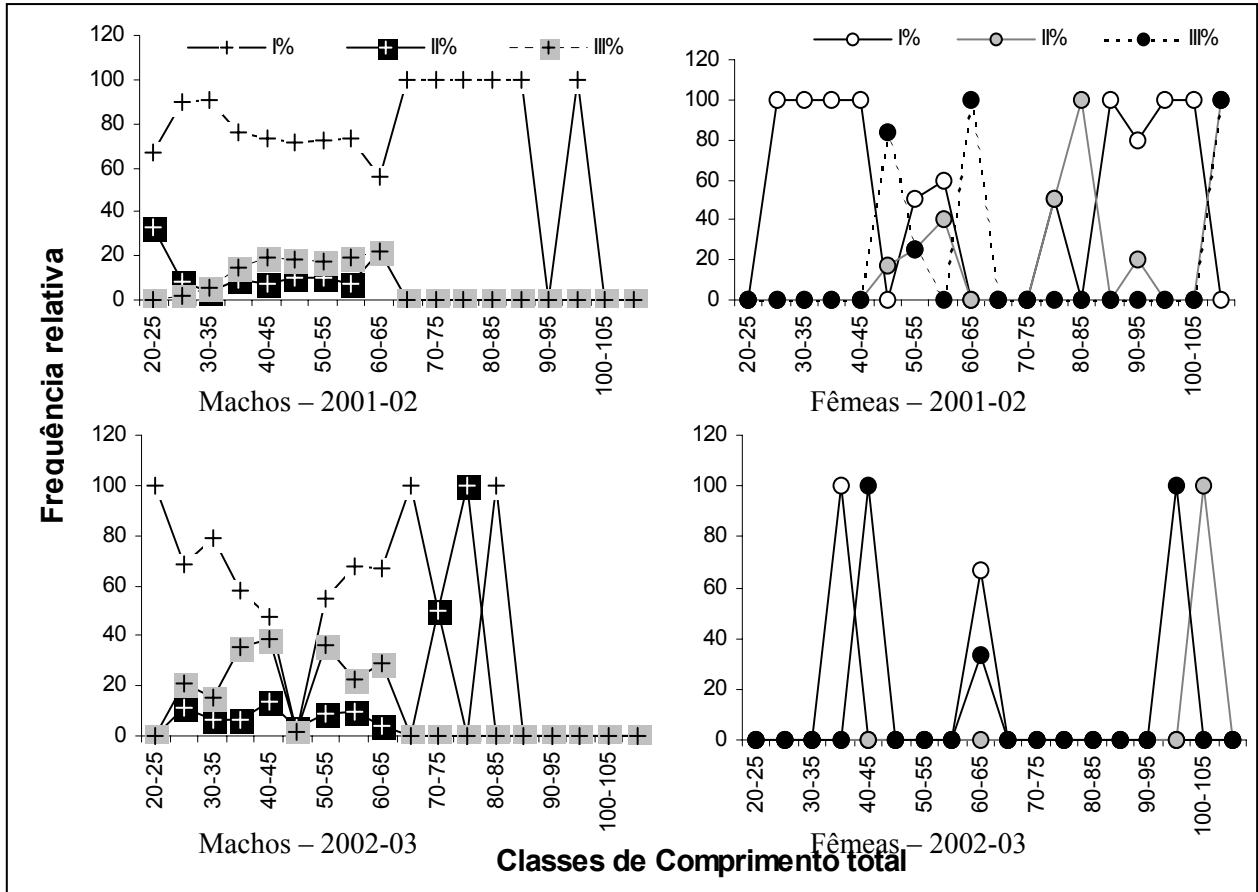 I% II% III%
120
100
80
60
40
20
0
20-25 30-35 40-45 50-55 60-65 70-75 80-85 90-95 100-105
Machos – 2001-02
I% II% III%
120
100
80
60
40
20
0
20-25 30-35 40-45 50-55 60-65 70-75 80-85 90-95 100-105
Fêmeas – 2001-02
Frequência relativa
120
100
80
60
40
20
0
20-25 30-35 40-45 50-55 60-65 70-75 80-85 90-95 100-105
Machos – 2002-03
120
100
80
60
40
20
0
20-25 30-35 40-45 50-55 60-65 70-75 80-85 90-95 100-105
Fêmeas – 2002-03
Classes de Comprimento total